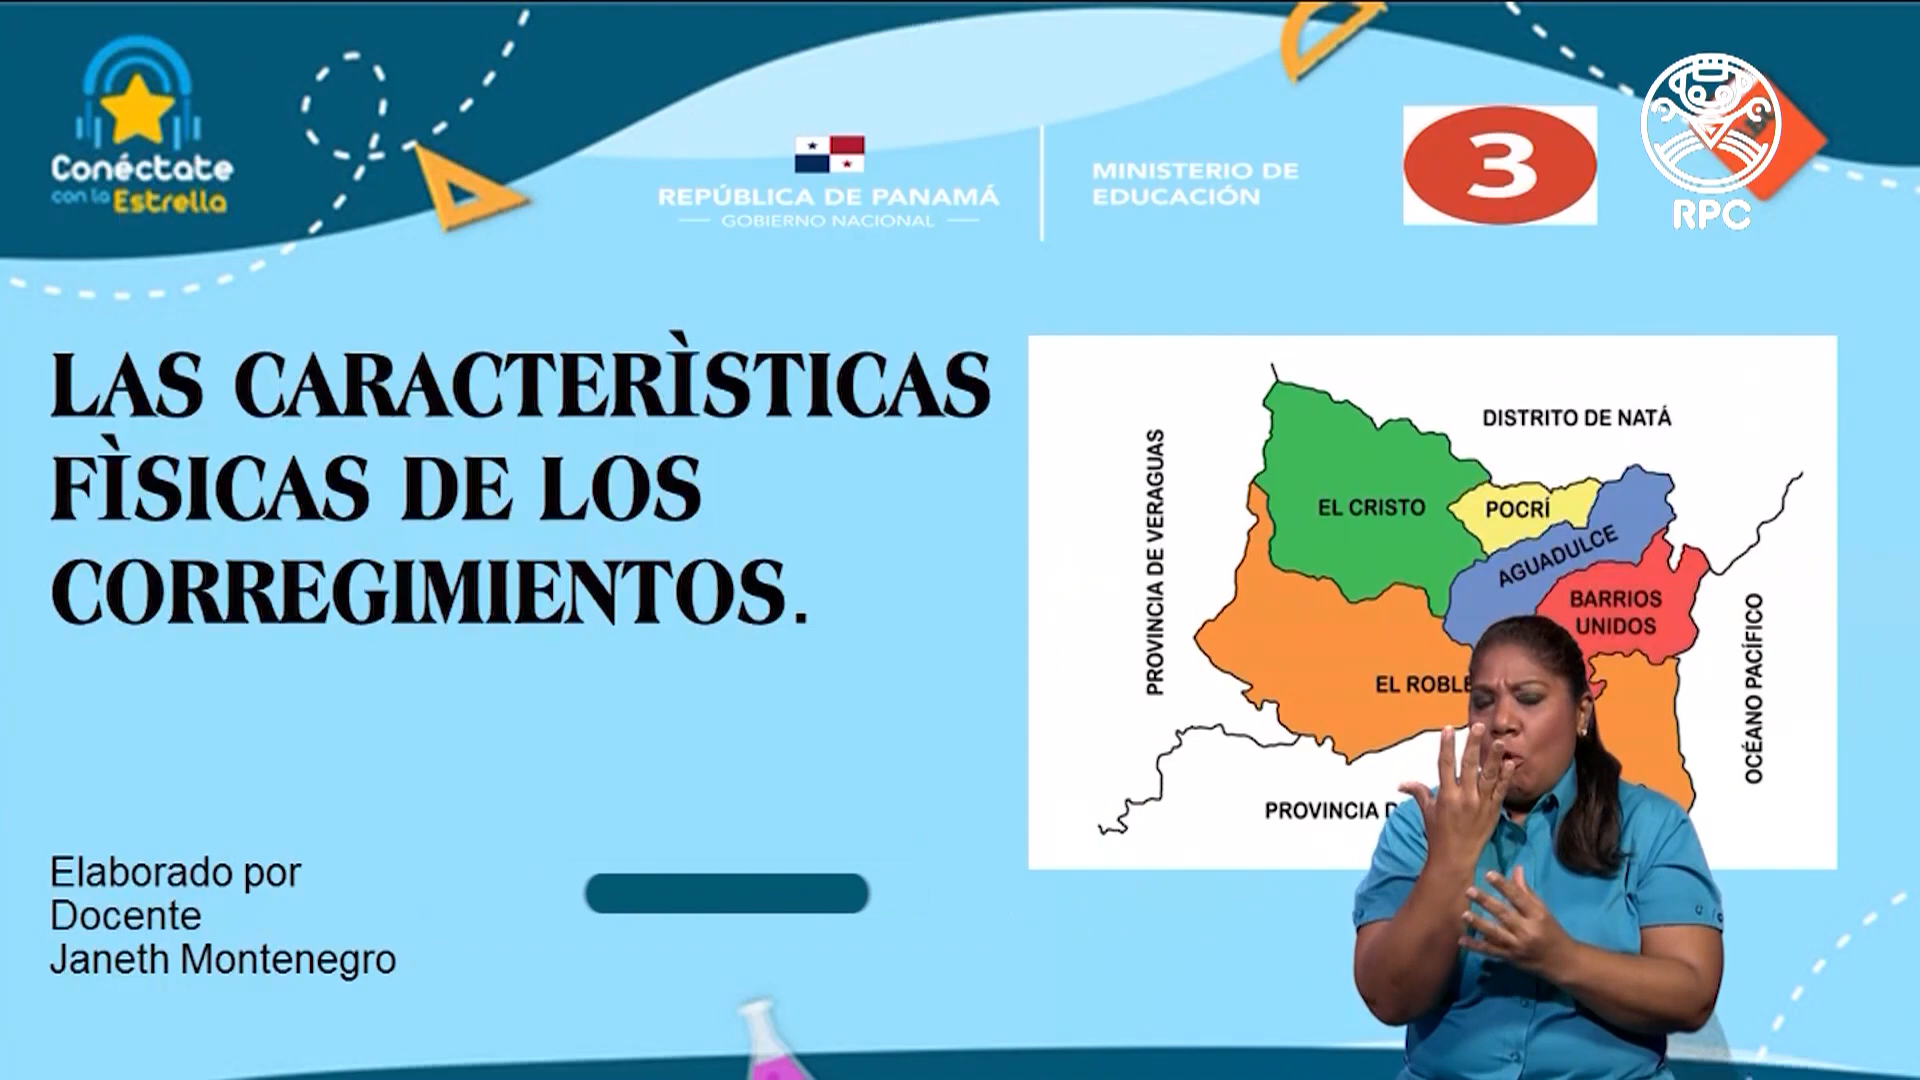 Conéctate
con la Estrella
REPÚBLICA DE PANAMÁ
GOBIERNO NACIONAL
MINISTERIO DE
EDUCACIÓN
3
RPC
LAS CARACTERÌSTICAS
FÌSICAS DE LOS
CORREGIMIENTOS.
DISTRITO DE NATÁ
PROVINCIA DE VERAGUAS
EL CRISTO
POCRÍ
AGUADULCE
BARRIOS
UNIDOS
EL ROBLE
OCÉANO PACÍFICO
PROVINCIA D
Elaborado por
Docente
Janeth Montenegro